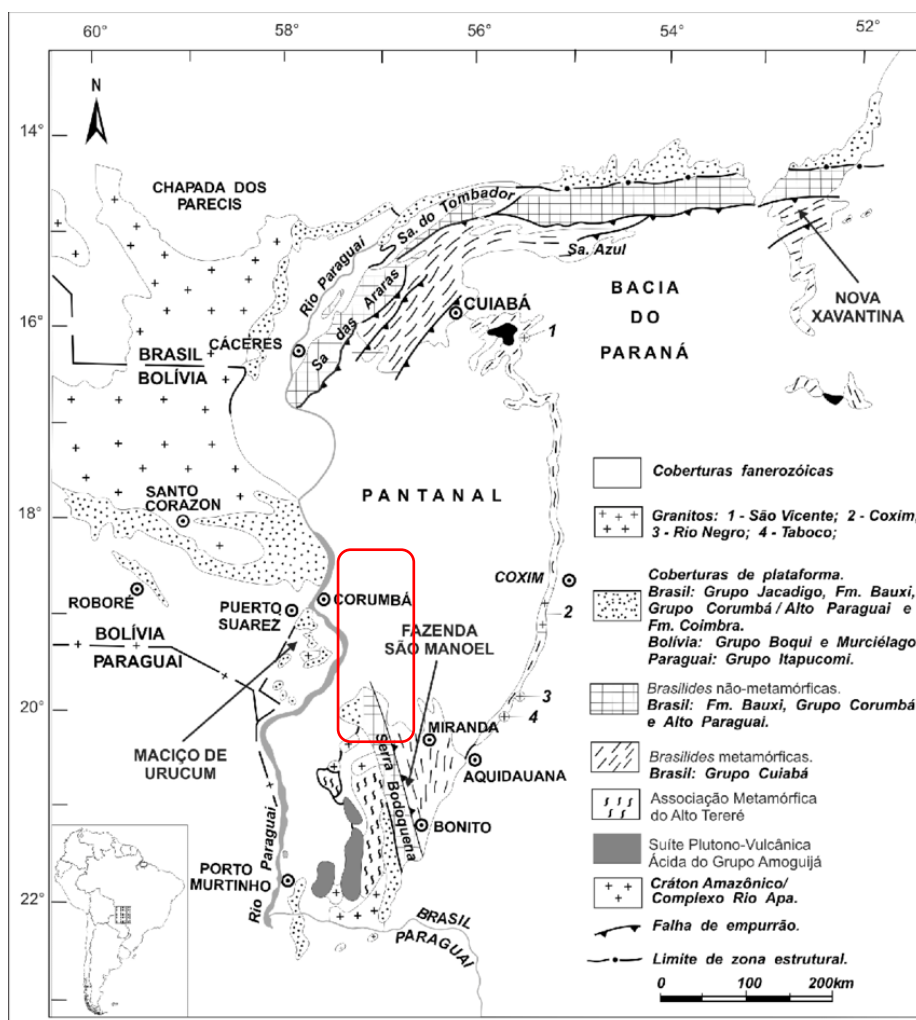 60°
58°
56°
54°
52°
N
14°
CHAPADA DOS
PARECIS
Sa. do Tombador
Rio Paraguai
Sa. Azul
BACIA
DO
PARANÁ
Sa das Araras
CUIABÁ
NOVA
XAVANTINA
16°
CÁCERES
1
BRASIL
BOLÍVIA
PANTANAL
SANTO
CORAZON
18°
COXIM
2
ROBORÉ
PUERTO
SUAREZ
CORUMBÁ
FAZENDA
SÃO MANOEL
BOLÍVIA
PARAGUAI
3
4
20°
MIRANDA
MACIÇO DE
URUCUM
AQUIDAUANA
Serra Bodoquena
BONITO
PORTO
MURTINHO
22°
Rio Paraguai
BRASIL
PARAGUAI
Coberturas fanerozóicas
Granitos: 1 - São Vicente; 2 - Coxim;
3 - Rio Negro; 4 - Taboco;
Coberturas de plataforma.
Brasil: Grupo Jacadigo, Fm. Bauxi,
Grupo Corumbá / Alto Paraguai e
Fm. Coimbra.
Bolívia: Grupo Boqui e Murciélago
Paraguai: Grupo Itapucomi.
Brasilides não-metamórficas.
Brasil: Fm. Bauxi, Grupo Corumbá
e Alto Paraguai.
Brasilides metamórficas.
Brasil: Grupo Cuiabá
Associação Metamórfica
do Alto Tereré
Suíte Plutono-Vulcânica
Ácida do Grupo Amoguijá
Cráton Amazônico/
Complexo Rio Apa.
Falha de empurrão.
Limite de zona estrutural.
0 100 200km